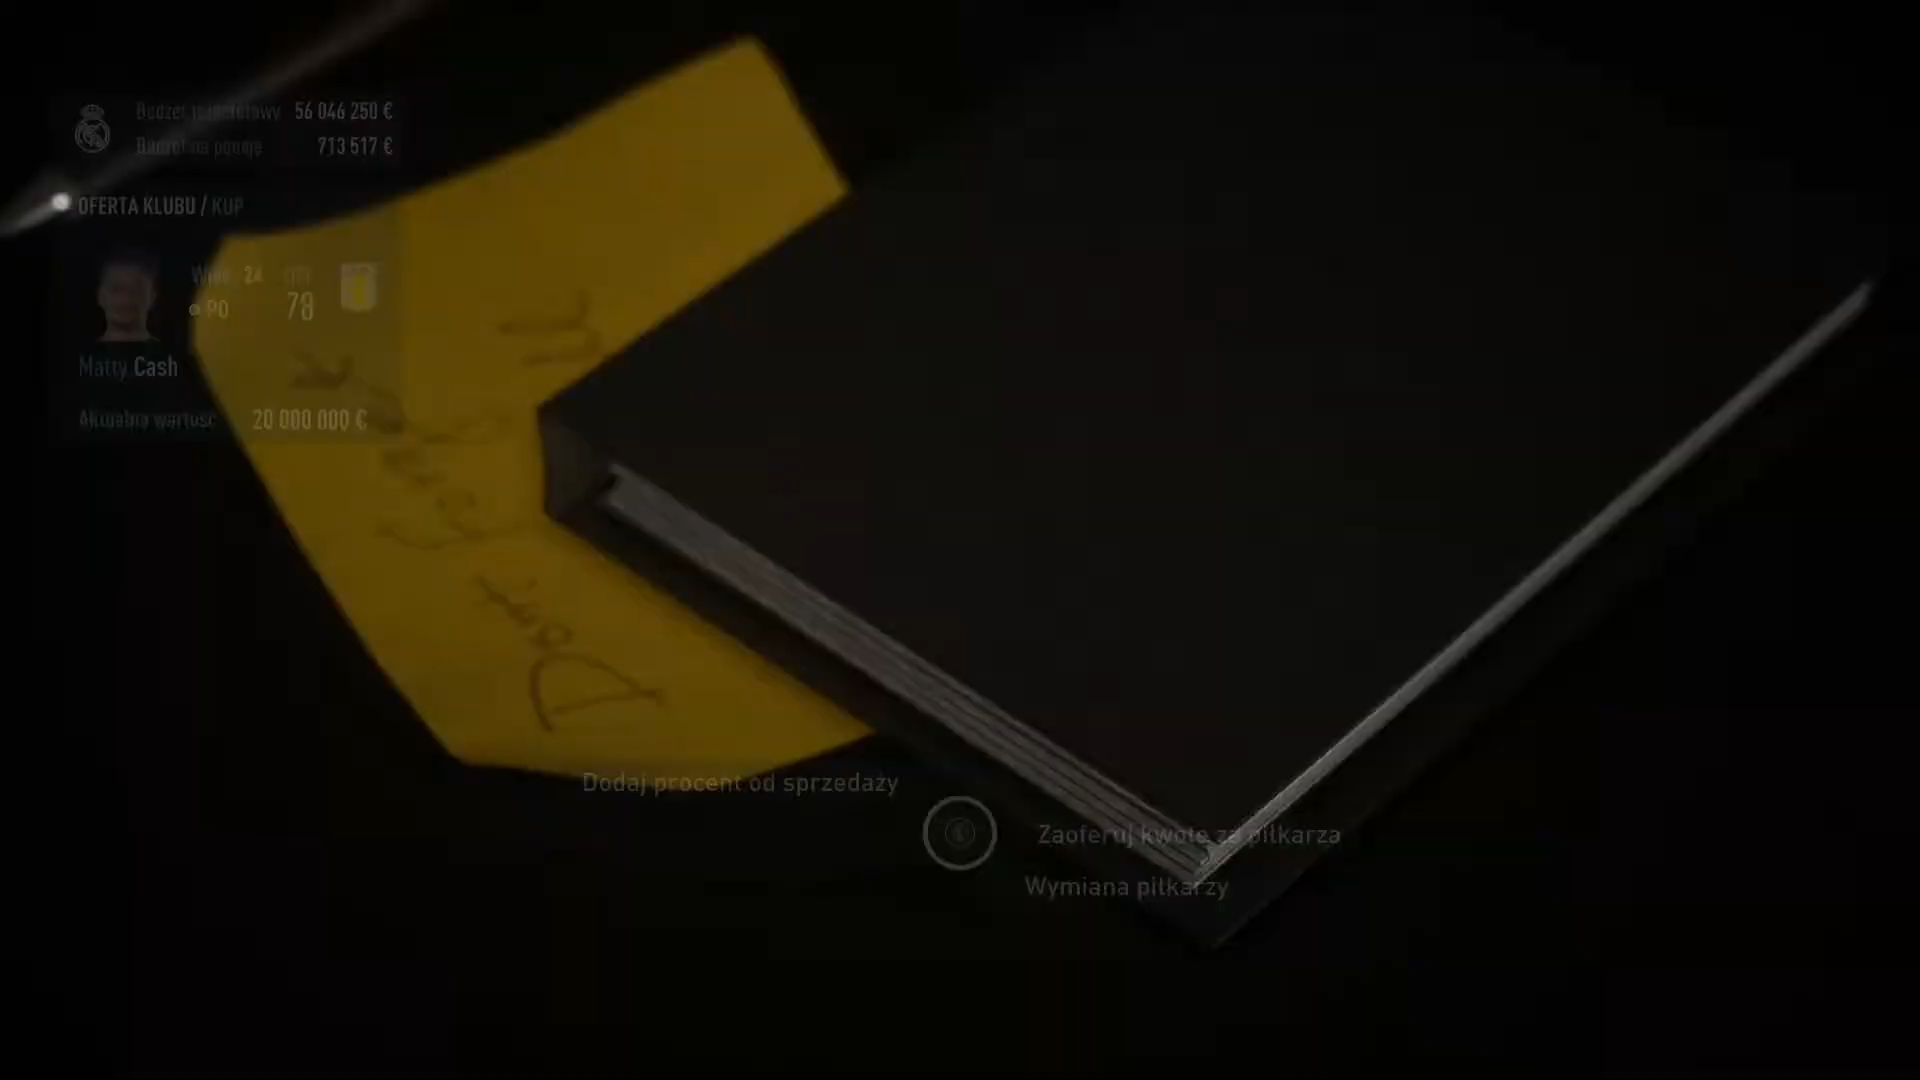 Budżet transferowy 56 046 250 €
Budżet na pensje 713 517 €
OFERTA KLUBU / KUP
Wiek 24
PO 78
Matty Cash
Aktualna wartość 20 000 000 €
Dodaj procent od sprzedaży
Zaoferuj kwotę za piłkarza
Wymiana piłkarzy